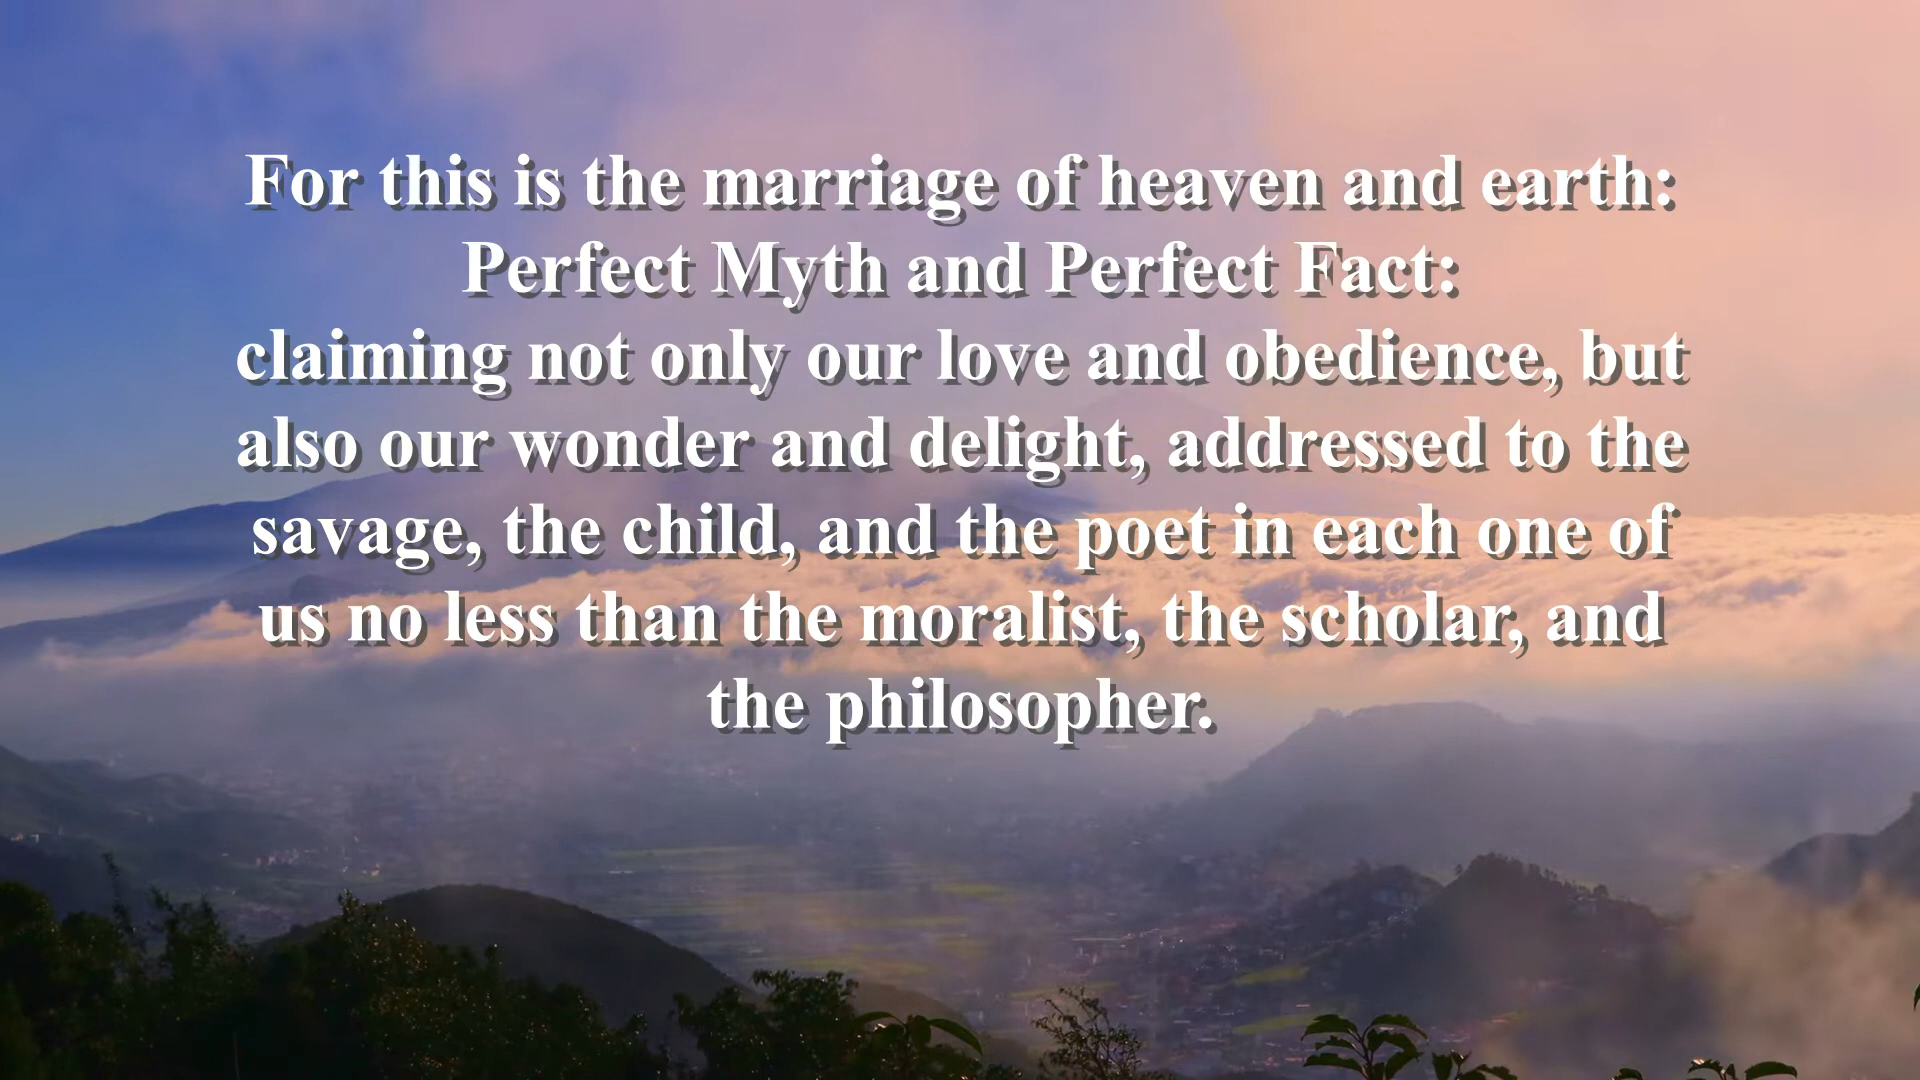 For this is the marriage of heaven and earth:
Perfect Myth and Perfect Fact:
claiming not only our love and obedience, but
also our wonder and delight, addressed to the
savage, the child, and the poet in each one of
us no less than the moralist, the scholar, and
the philosopher.